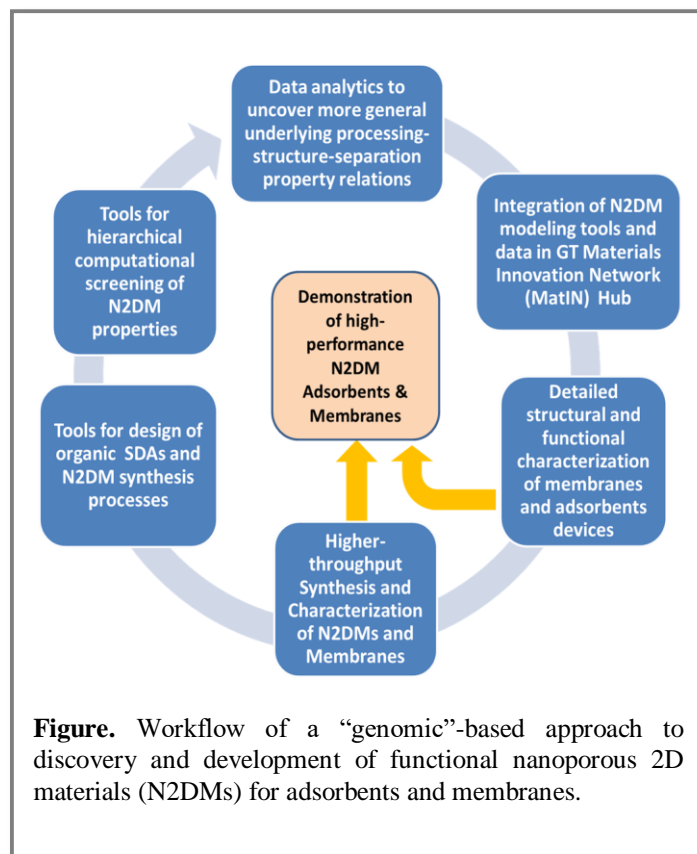 Data analytics to
uncover more general
underlying processing-
structure-separation
property relations
Tools for
hierarchical
computational
screening of
N2DM
properties
Integration of N2DM
modeling tools and
data in GT Materials
Innovation Network
(MatIN) Hub
Demonstration
of high-
performance
N2DM
Adsorbents &
Membranes
Tools for design of
organic SDAs and
N2DM synthesis
processes
Detailed
structural and
functional
characterization
of membranes
and adsorbents
devices
Higher-
throughput
Synthesis and
Characterization
of N2DMs and
Membranes
Figure. Workflow of a “genomic”-based approach to
discovery and development of functional nanoporous 2D
materials (N2DMs) for adsorbents and membranes.